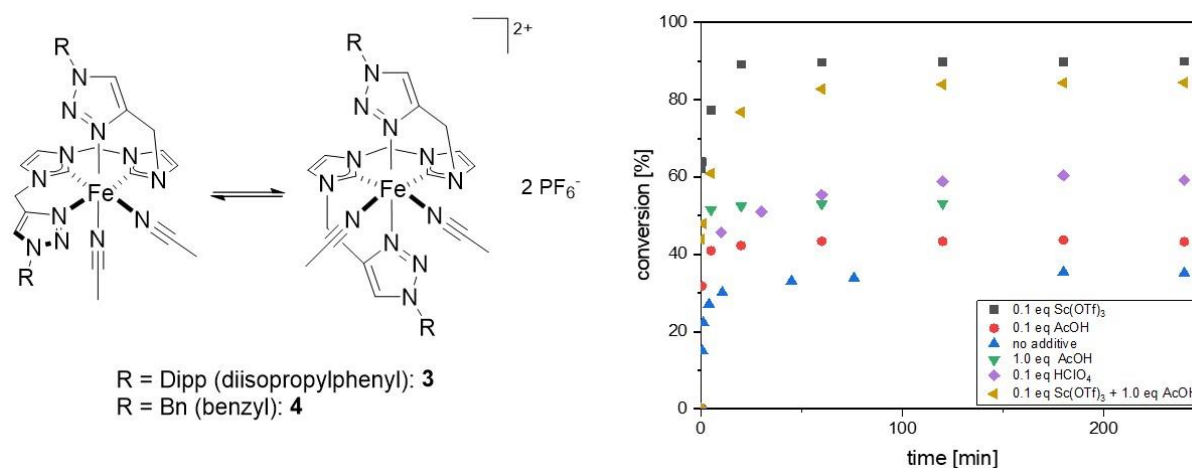 R
N
N
N
N
N
N
N
Fe
N
N
N
N
N
N
R
2+
R
N
N
N
N
N
N
N
Fe
N
N
N
N
N
N
R
2 PF₆⁻
R = Dipp (diisopropylphenyl): 3
R = Bn (benzyl): 4
conversion [%]
100
80
60
40
20
0
0.1 eq Sc(OTf)₃
0.1 eq AcOH
no additive
1.0 eq AcOH
0.1 eq HClO₄
0.1 eq Sc(OTf)₃ + 1.0 eq AcOH
0
100
200
time [min]